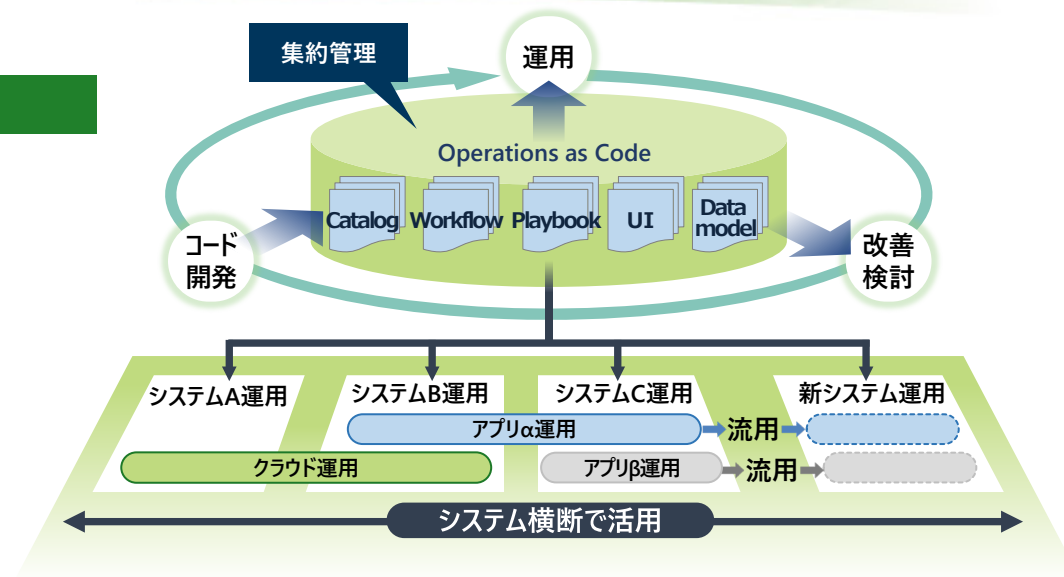 集約管理
運用
Operations as Code
Catalog
Workflow
Playbook
UI
Data
model
コード
開発
改善
検討
システムA運用
システムB運用
システムC運用
新システム運用
アプリα運用
流用
クラウド運用
アプリβ運用
流用
システム横断で活用